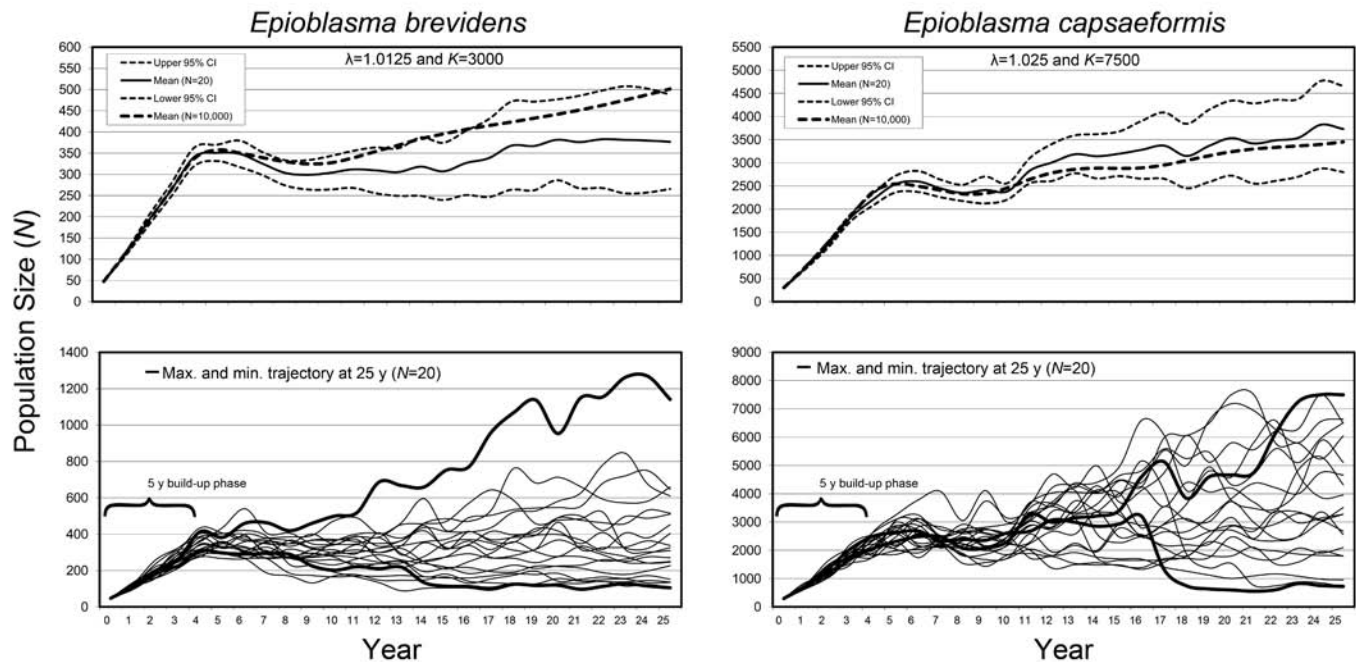 Epioblasma brevidens
Epioblasma capsaeformis
Population Size (N)
600
550
500
450
400
350
300
250
200
150
100
50
0
Upper 95% CI
Mean (N=20)
Lower 95% CI
Mean (N=10,000)
λ=1.0125 and K=3000
5500
5000
4500
4000
3500
3000
2500
2000
1500
1000
500
0
Upper 95% CI
Mean (N=20)
Lower 95% CI
Mean (N=10,000)
λ=1.025 and K=7500
1400
1200
1000
800
600
400
200
0
Max. and min. trajectory at 25 y (N=20)
5 y build-up phase
0 1 2 3 4 5 6 7 8 9 10 11 12 13 14 15 16 17 18 19 20 21 22 23 24 25
Year
9000
8000
7000
6000
5000
4000
3000
2000
1000
0
Max. and min. trajectory at 25 y (N=20)
5 y build-up phase
0 1 2 3 4 5 6 7 8 9 10 11 12 13 14 15 16 17 18 19 20 21 22 23 24 25
Year